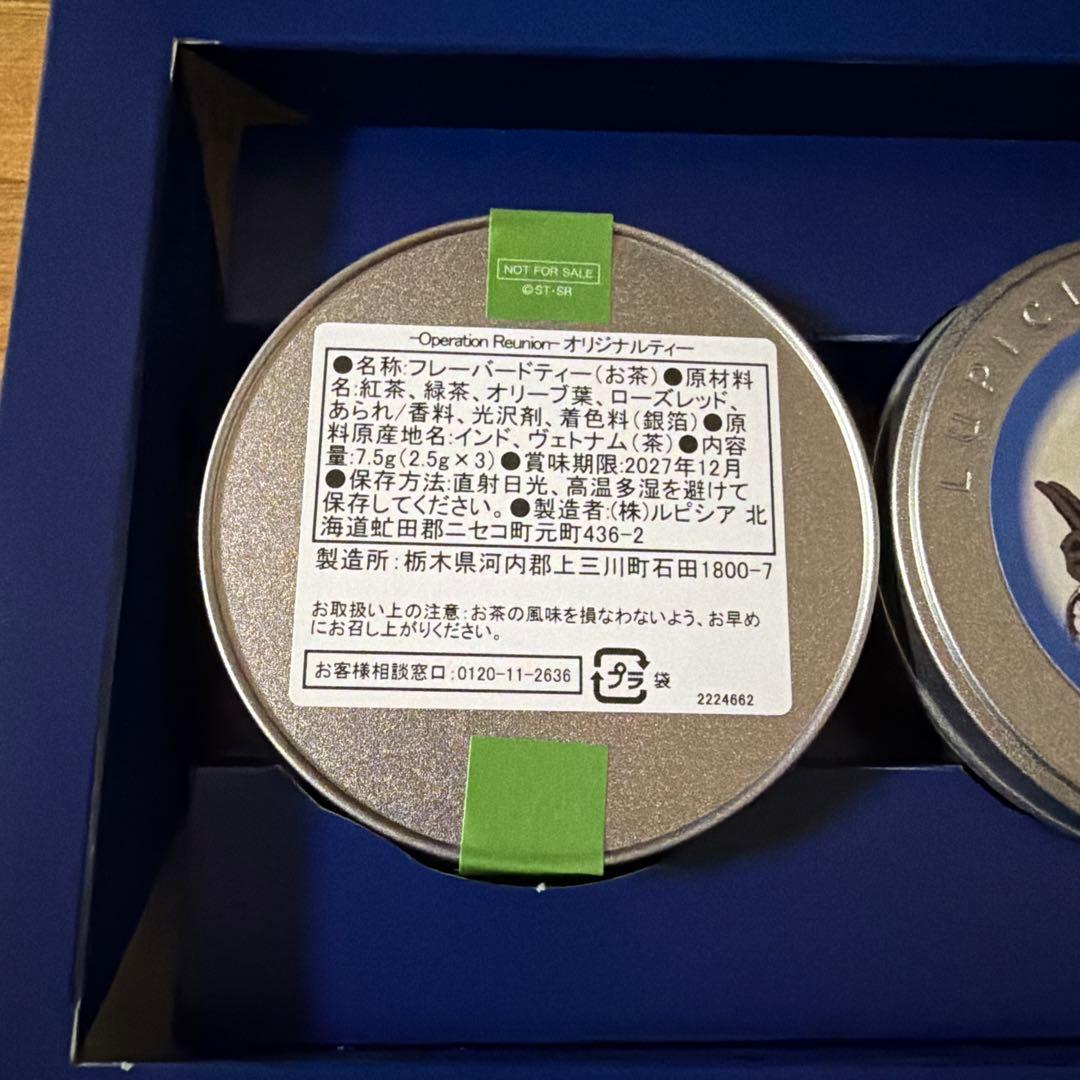 NOT FOR SALE
©ST・SR
-Operation Reunion- オリジナルティー
●名称:フレーバードティー(お茶)●原材料
名:紅茶、緑茶、オリーブ葉、ローズレッド、
あられ/香料、光沢剤、着色料(銀箔)●原
料原産地名:インド、ヴェトナム(茶)●内容
量:7.5g(2.5g×3)●賞味期限:2027年12月
●保存方法:直射日光、高温多湿を避けて
保存してください。●製造者:(株)ルピシア 北
海道虻田郡ニセコ町元町436-2
製造所:栃木県河内郡上三川町石田1800-7
お取扱い上の注意:お茶の風味を損なわないよう、お早め
にお召し上がりください。
お客様相談窓口:0120-11-2636
プラ 袋
2224662
LUPICI